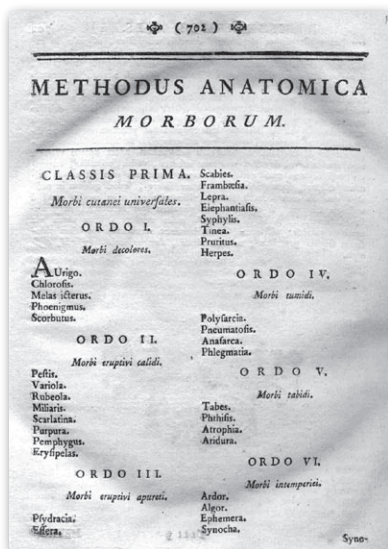 ( 702 )
METHODUS ANATOMICA
MORBORUM.
CLASSIS PRIMA.
Morbi cutanei universales.
ORDO I.
Morbi decolores.
AUrigo.
Chlorosis.
Melas icterus.
Phoenigmus.
Scorbutus.
ORDO II.
Morbi eruptivi calidi.
Pestis.
Variola.
Rubeola.
Miliaris.
Scarlatina.
Purpura.
Pemphygus.
Erysipelas.
ORDO III.
Morbi eruptivi apureti.
Psydracia.
Essera.
Scabies.
Frambœsia.
Lepra.
Elephantiasis.
Syphylis.
Tinea.
Pruritus.
Herpes.
ORDO IV.
Morbi tumidi.
Polysarcia.
Pneumatosis.
Anasarca.
Phlegmatia.
ORDO V.
Morbi tabidi.
Tabes.
Phthisis.
Atrophia.
Aridura.
ORDO VI.
Morbi intemperiei.
Ardor.
Algor.
Ephemera.
Synocha.
Syno-